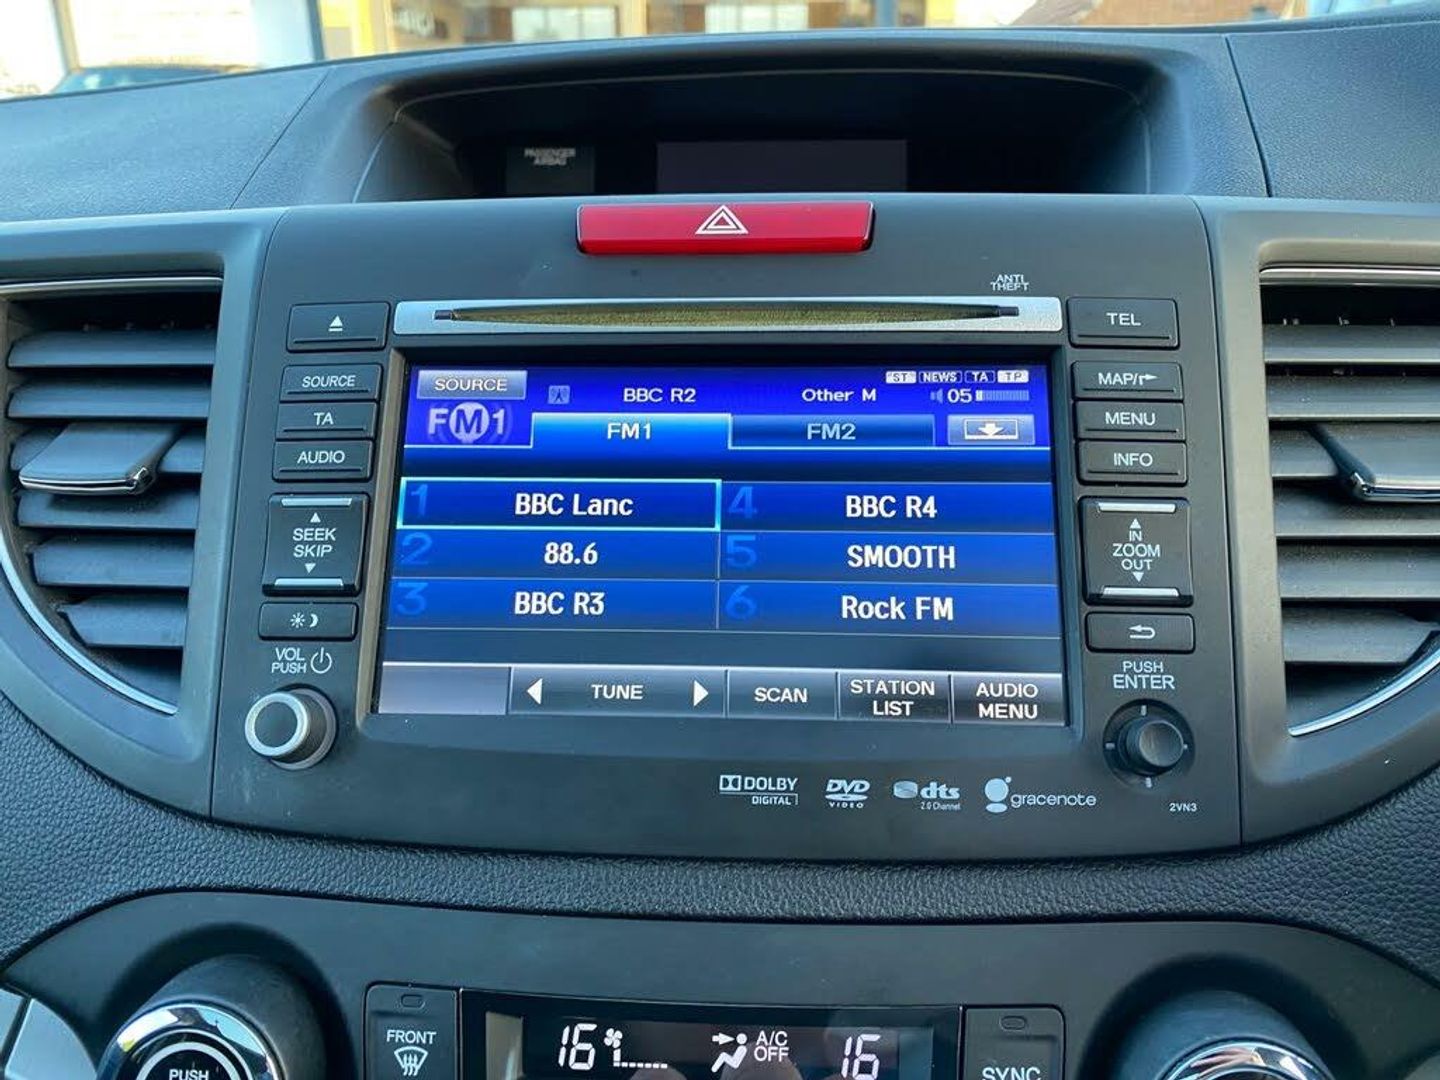 PASSENGER
AIRBAG
ANTI
THEFT
TEL
SOURCE
TA
AUDIO
SEEK
SKIP
VOL
PUSH
SOURCE
BBC R2
Other M
ST NEWS TA TP
05
FM1
FM1
FM2
1 BBC Lanc
4 BBC R4
2 88.6
5 SMOOTH
3 BBC R3
6 Rock FM
TUNE
SCAN
STATION
LIST
AUDIO
MENU
MAP/
MENU
INFO
IN
ZOOM
OUT
PUSH
ENTER
DOLBY
DIGITAL
DVD
VIDEO
dts
2.0 Channel
gracenote
2VN3
PUSH
FRONT
16
A/C
OFF
16
SYNC